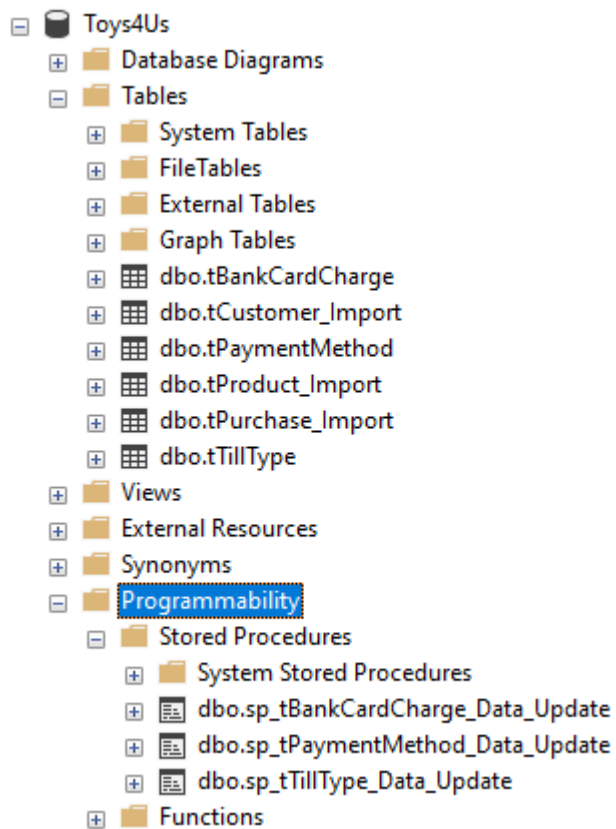 Toys4Us
Database Diagrams
Tables
System Tables
FileTables
External Tables
Graph Tables
dbo.tBankCardCharge
dbo.tCustomer_Import
dbo.tPaymentMethod
dbo.tProduct_Import
dbo.tPurchase_Import
dbo.tTillType
Views
External Resources
Synonyms
Programmability
Stored Procedures
System Stored Procedures
dbo.sp_tBankCardCharge_Data_Update
dbo.sp_tPaymentMethod_Data_Update
dbo.sp_tTillType_Data_Update
Functions